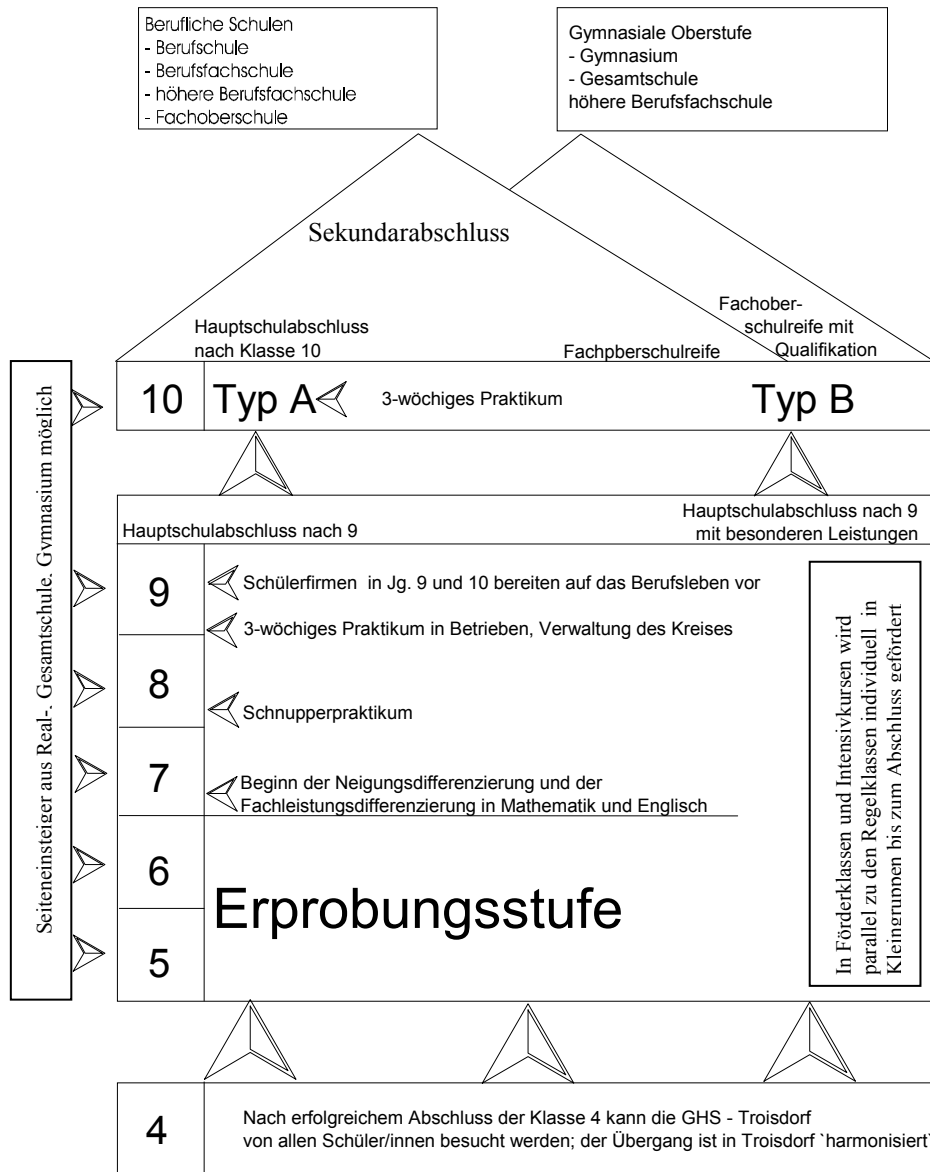 Berufliche Schulen
- Berufschule
- Berufsfachschule
- höhere Berufsfachschule
- Fachoberschule
Gymnasiale Oberstufe
- Gymnasium
- Gesamtschule
höhere Berufsfachschule
Sekundarabschluss
Hauptschulabschluss
nach Klasse 10
Fachpberschulreife
Fachober-
schulreife mit
Qualifikation
10
Typ A
3-wöchiges Praktikum
Typ B
Seiteneinsteiger aus Real-. Gesamtschule. Gymnasium möglich
Hauptschulabschluss nach 9
Hauptschulabschluss nach 9
mit besonderen Leistungen
9
Schülerfirmen in Jg. 9 und 10 bereiten auf das Berufsleben vor
3-wöchiges Praktikum in Betrieben, Verwaltung des Kreises
8
Schnupperpraktikum
7
Beginn der Neigungsdifferenzierung und der
Fachleistungsdifferenzierung in Mathematik und Englisch
6
Erprobungsstufe
5
In Förderklassen und Intensivkursen wird
parallel zu den Regelklassen individuell in
Kleingruppen bis zum Abschluss gefördert
4
Nach erfolgreichem Abschluss der Klasse 4 kann die GHS - Troisdorf
von allen Schüler/innen besucht werden; der Übergang ist in Troisdorf `harmonisiert`